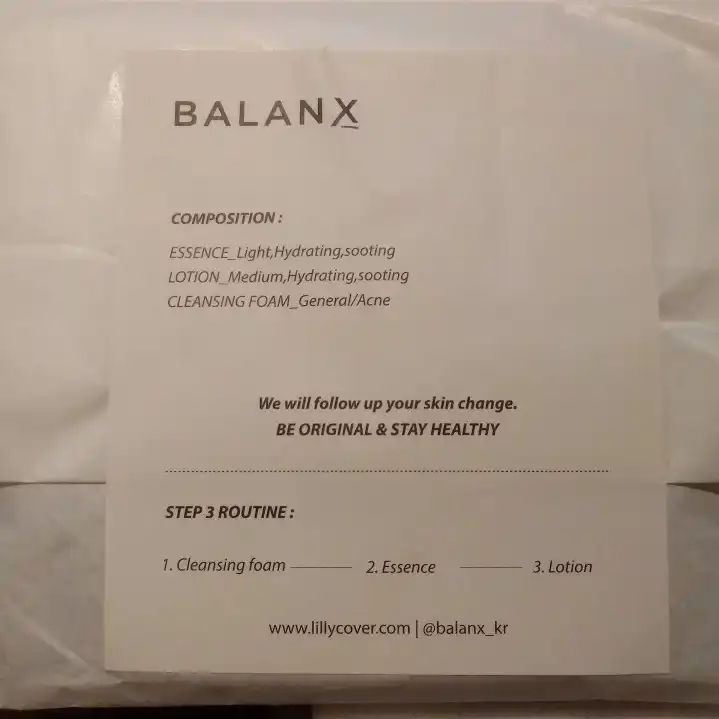 BALANX
COMPOSITION :
ESSENCE_Light,Hydrating,sooting
LOTION_Medium,Hydrating,sooting
CLEANSING FOAM_General/Acne
We will follow up your skin change.
BE ORIGINAL & STAY HEALTHY
STEP 3 ROUTINE :
1. Cleansing foam 2. Essence 3. Lotion
www.lillycover.com | @balanx_kr